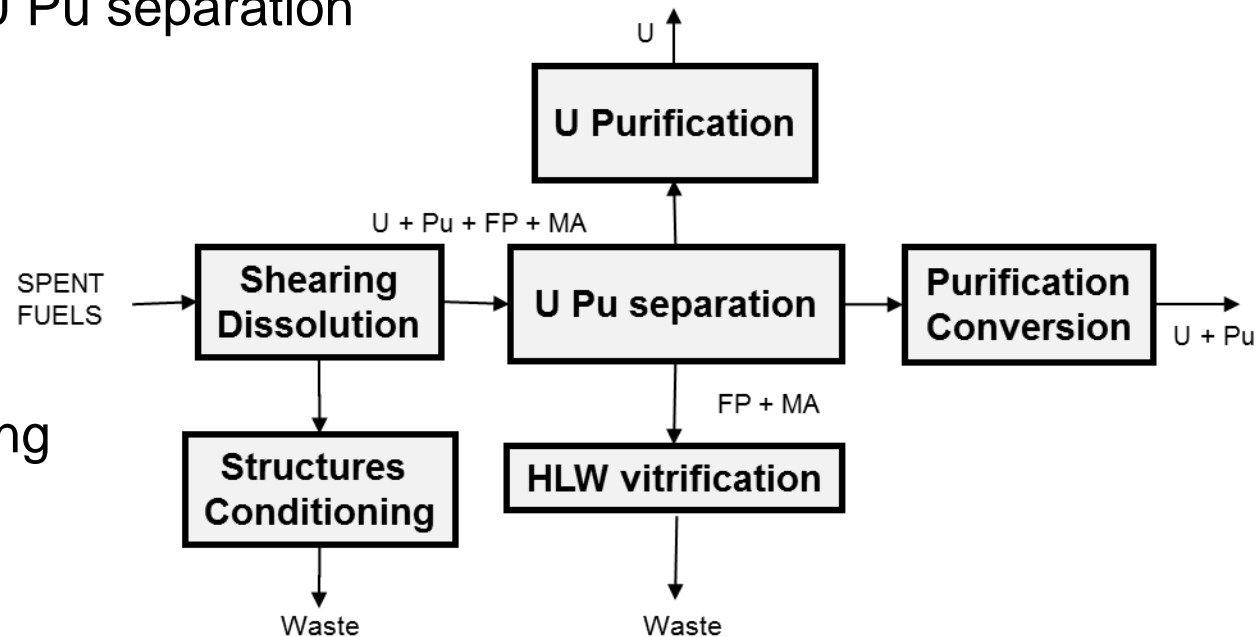 U Pu separation
U
U Purification
U + Pu + FP + MA
SPENT
FUELS
Shearing
Dissolution
U Pu separation
Purification
Conversion
U + Pu
FP + MA
ng
Structures
Conditioning
HLW vitrification
Waste
Waste